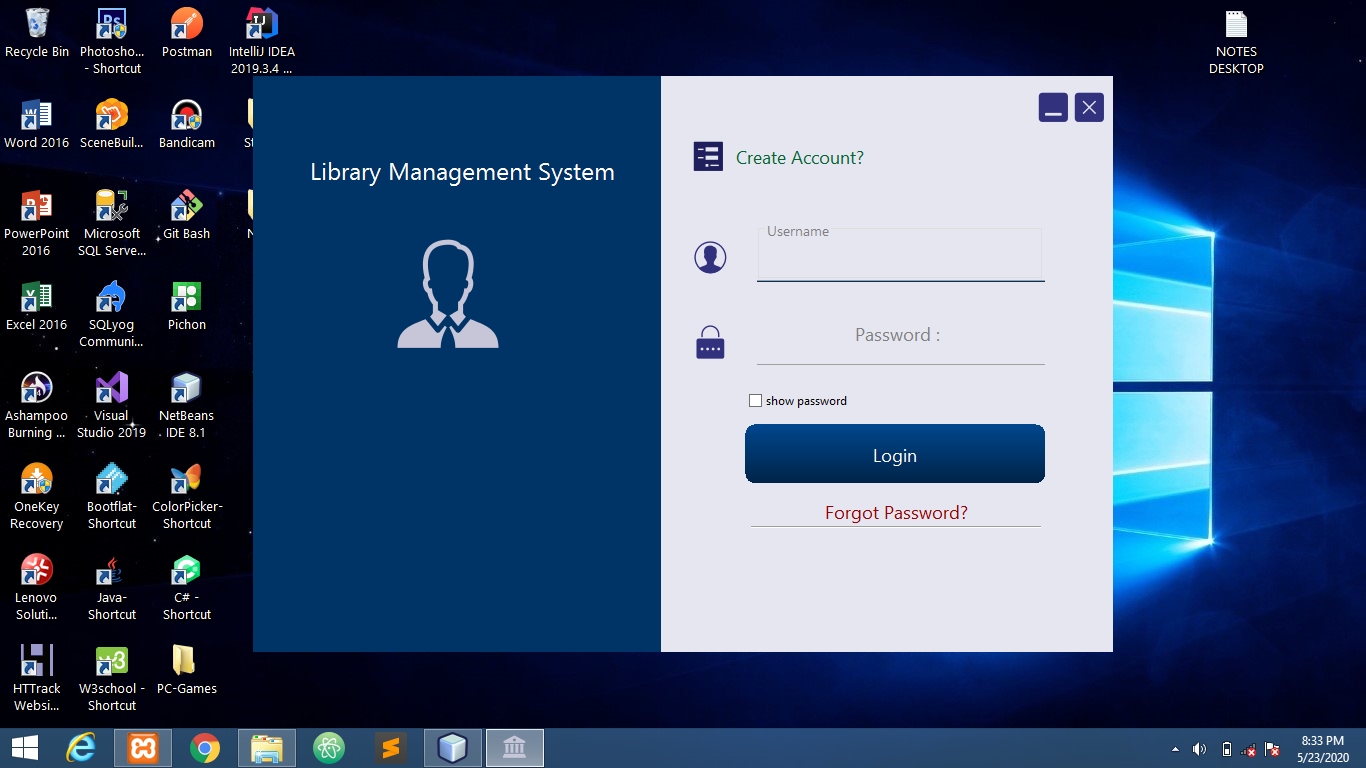 Recycle Bin
Photosho...
- Shortcut
Postman
IntelliJ IDEA
2019.3.4 ...
NOTES
DESKTOP
Word 2016
SceneBuil...
Bandicam
PowerPoint
2016
Microsoft
SQL Serve...
Git Bash
Excel 2016
SQLyog
Communi...
Pichon
Ashampoo
Burning ...
Visual
Studio 2019
NetBeans
IDE 8.1
OneKey
Recovery
Bootflat-
Shortcut
ColorPicker-
Shortcut
Lenovo
Soluti...
Java-
Shortcut
C# -
Shortcut
HTTrack
Websi...
W3school -
Shortcut
PC-Games
Library Management System
Create Account?
Username
Password :
show password
Login
Forgot Password?
8:33 PM
5/23/2020